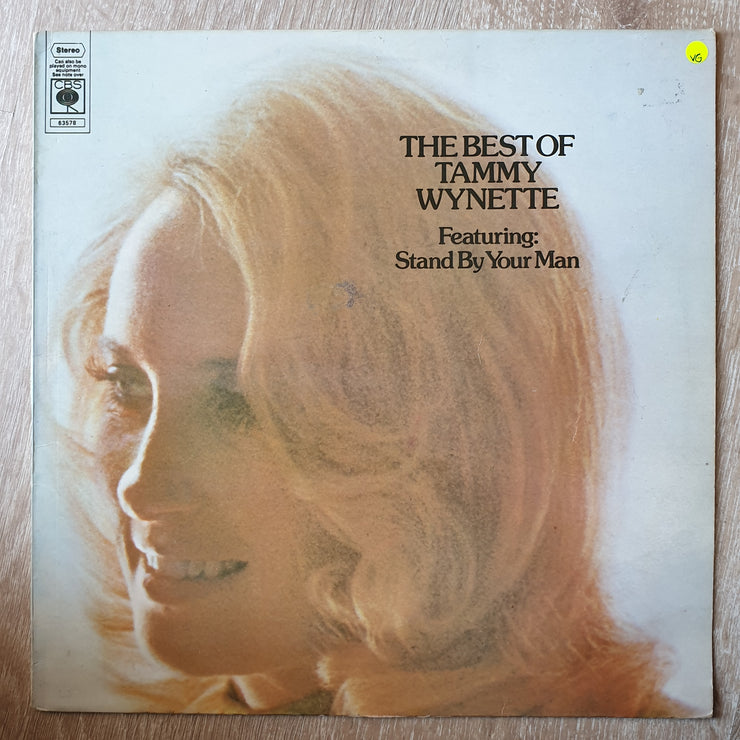 Stereo
Can also be
played on mono
equipment
See note over
CBS
63578
VG
THE BEST OF
TAMMY
WYNETTE
Featuring:
Stand By Your Man